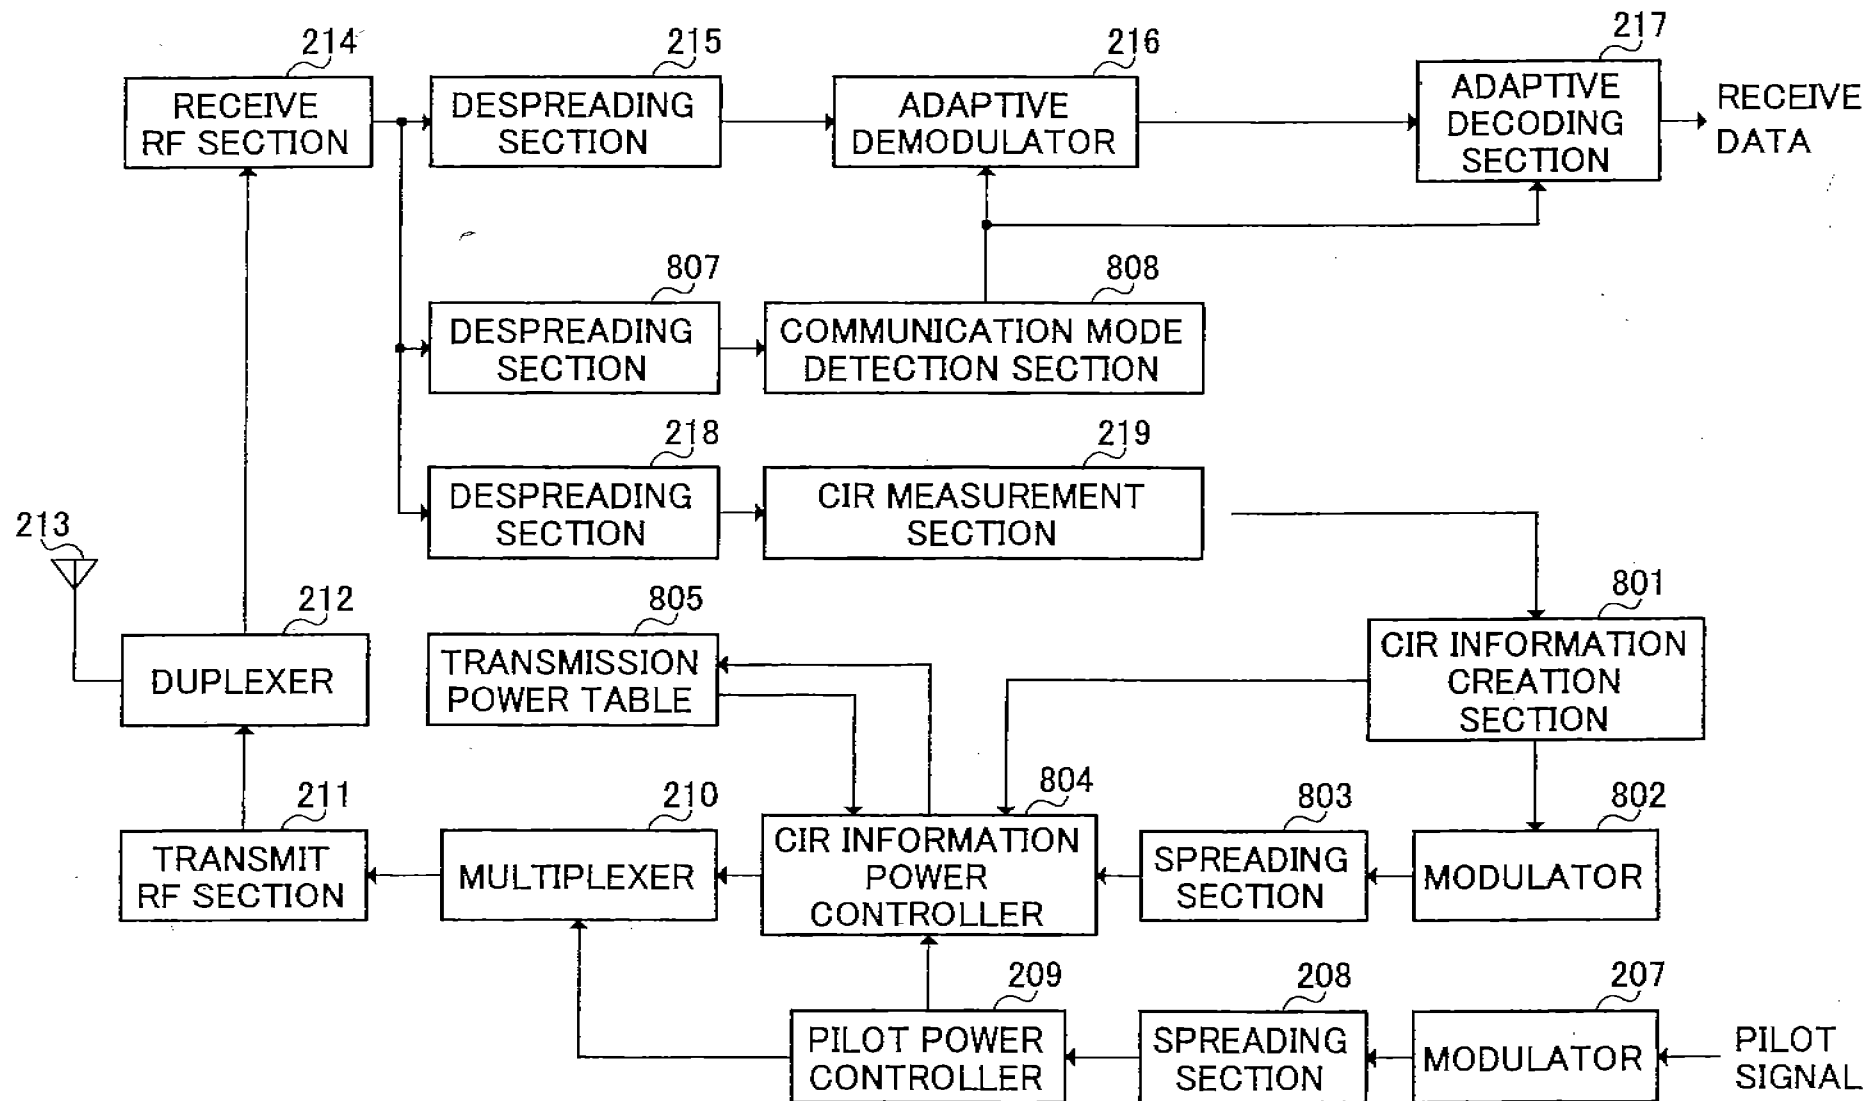 214
215
216
217
RECEIVE
RF SECTION
DESPREADING
SECTION
ADAPTIVE
DEMODULATOR
ADAPTIVE
DECODING
SECTION
RECEIVE
DATA
807
808
DESPREADING
SECTION
COMMUNICATION MODE
DETECTION SECTION
218
219
DESPREADING
SECTION
CIR MEASUREMENT
SECTION
213
212
805
801
DUPLEXER
TRANSMISSION
POWER TABLE
CIR INFORMATION
CREATION
SECTION
211
210
804
803
802
TRANSMIT
RF SECTION
MULTIPLEXER
CIR INFORMATION
POWER
CONTROLLER
SPREADING
SECTION
MODULATOR
209
208
207
PILOT POWER
CONTROLLER
SPREADING
SECTION
MODULATOR
PILOT
SIGNAL